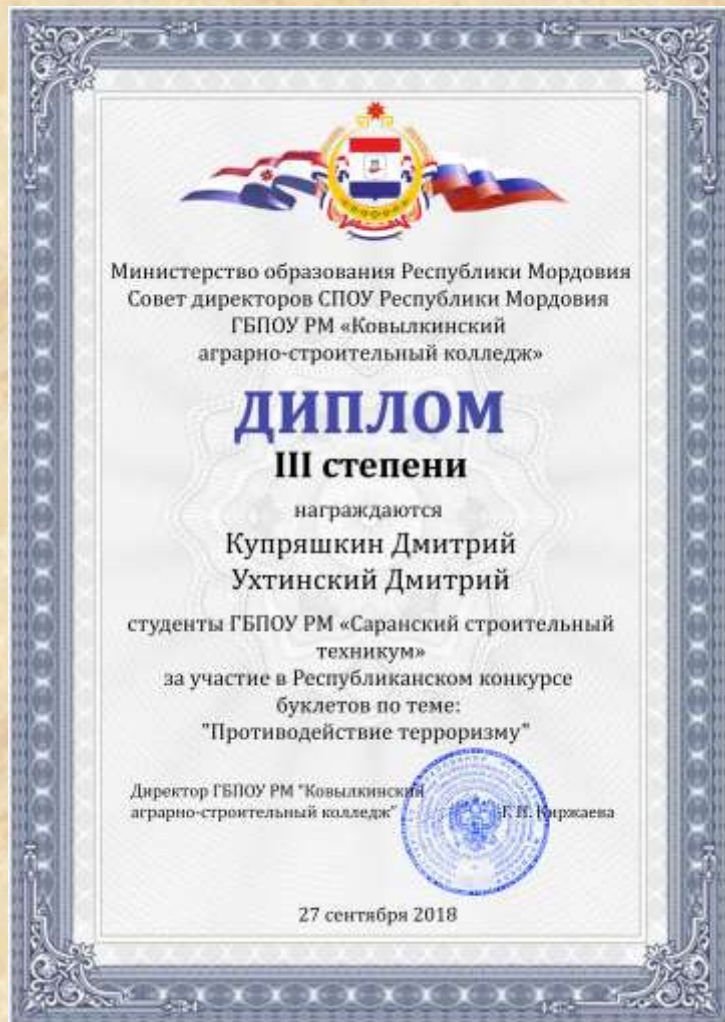 Министерство образования Республики Мордовия
Совет директоров СПОУ Республики Мордовия
ГБПОУ РМ «Ковылкинский
аграрно-строительный колледж»
ДИПЛОМ
III степени
награждаются
Купряшкин Дмитрий
Ухтинский Дмитрий
студенты ГБПОУ РМ «Саранский строительный
техникум»
за участие в Республиканском конкурсе
буклетов по теме:
"Противодействие терроризму"
Директор ГБПОУ РМ "Ковылкинский
аграрно-строительный колледж"
Г. И. Киржаева
27 сентября 2018